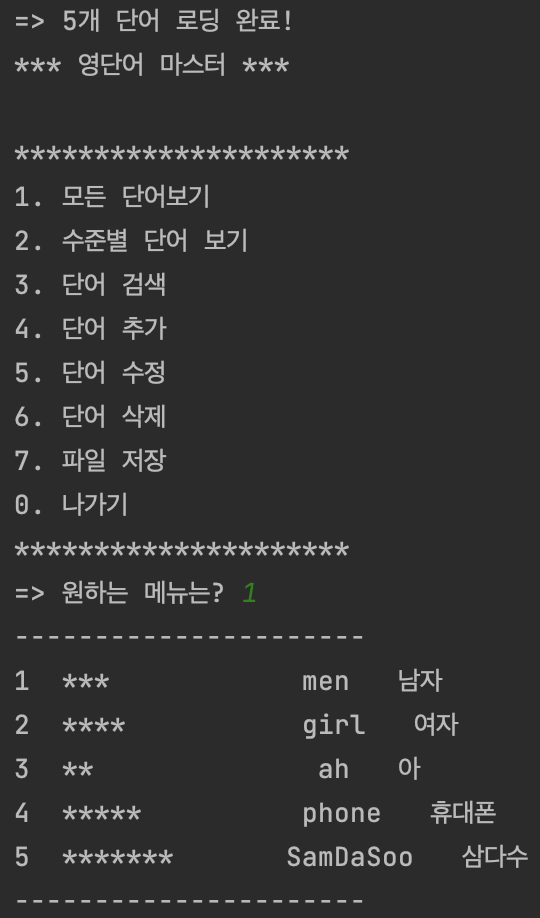 => 5개 단어 로딩 완료!
*** 영단어 마스터 ***
*********************
1. 모든 단어보기
2. 수준별 단어 보기
3. 단어 검색
4. 단어 추가
5. 단어 수정
6. 단어 삭제
7. 파일 저장
0. 나가기
*********************
=> 원하는 메뉴는? 1
----------------------
1  ***            men   남자
2  ****           girl   여자
3  **              ah   아
4  *****          phone   휴대폰
5  *******       SamDaSoo   삼다수
----------------------